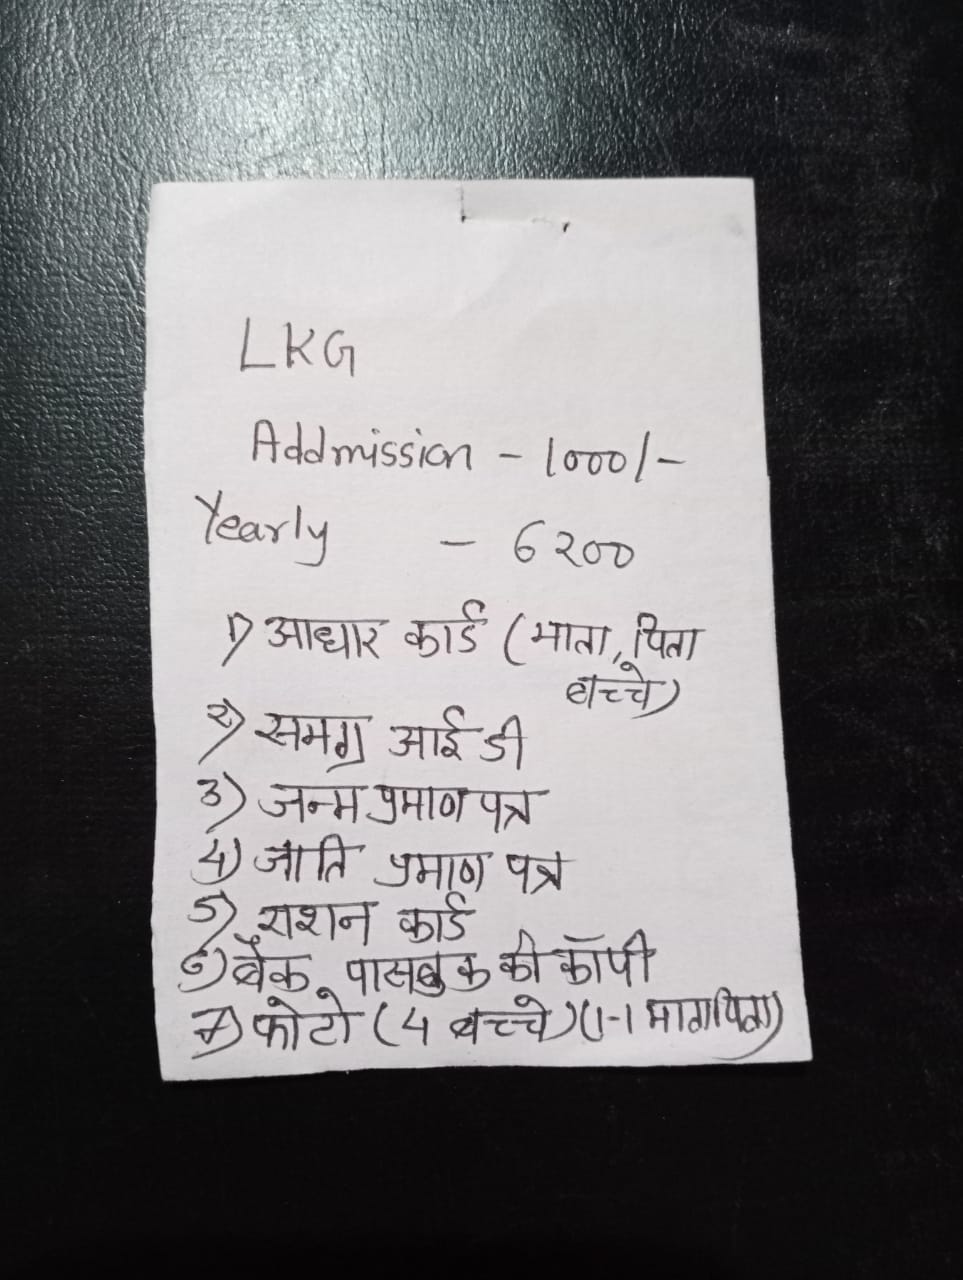 LKG
Addmission - 1000/-
Yearly - 6200
1) आधार कार्ड (माता, पिता
बच्चे)
2) समग्र आई डी
3) जन्म प्रमाण पत्र
4) जाति प्रमाण पत्र
5) राशन कार्ड
6) बैंक पासबुक की कॉपी
7) फोटो (4 बच्चे) (1-1 माता पिता)